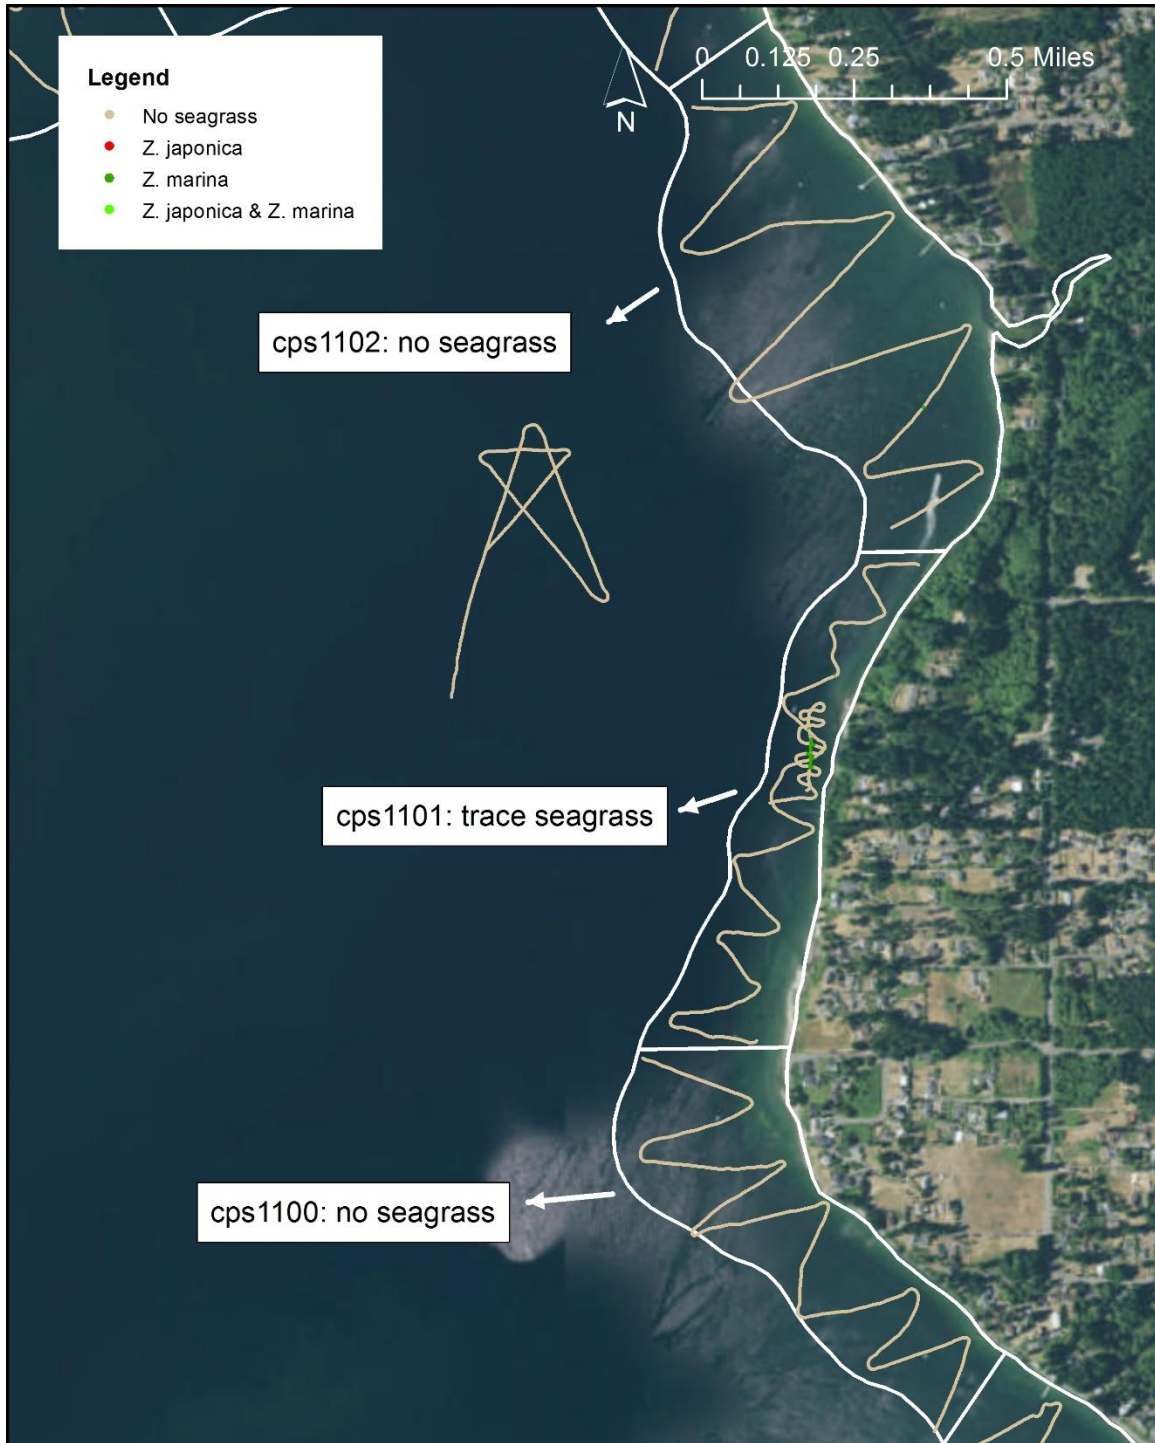 Legend
No seagrass
Z. japonica
Z. marina
Z. japonica & Z. marina
0 0.125 0.25 0.5 Miles
N
cps1102: no seagrass
cps1101: trace seagrass
cps1100: no seagrass